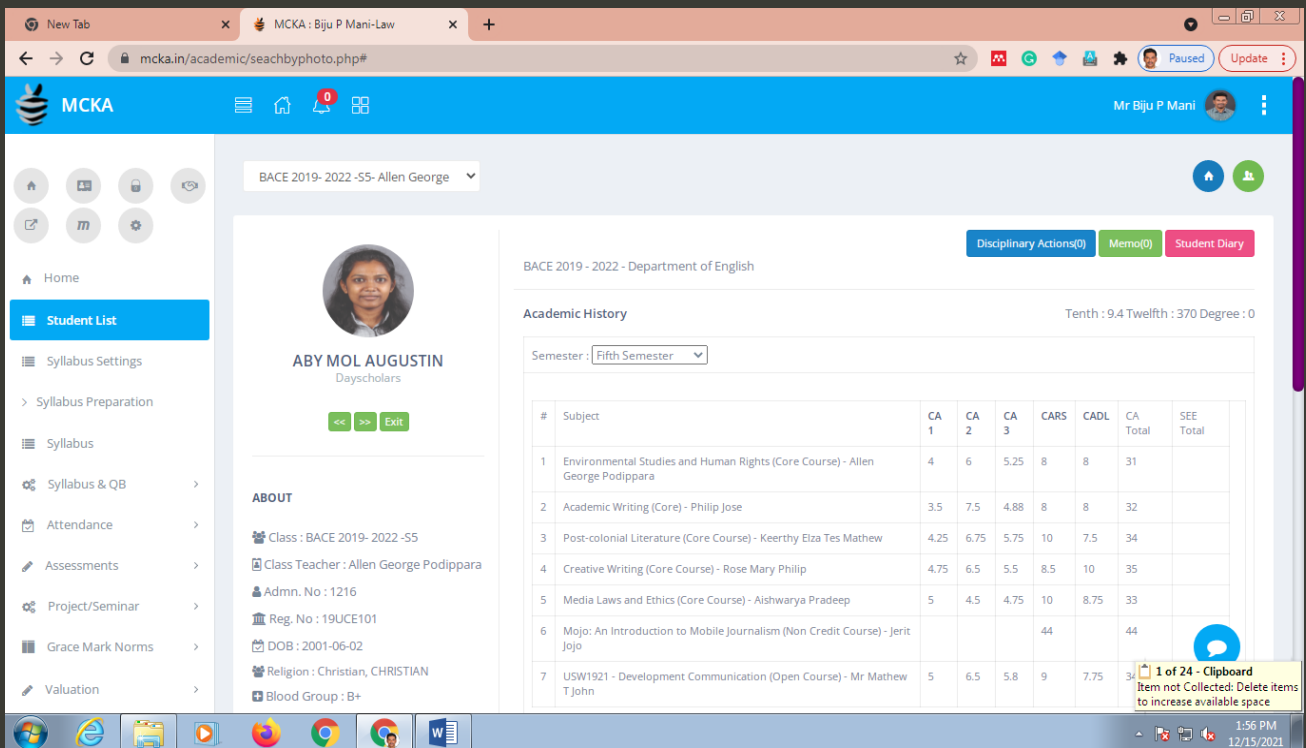 New Tab
MCKA : Biju P Mani-Law
mcka.in/academic/seachbyphoto.php#
Paused
Update
MCKA
0
Mr Biju P Mani
BACE 2019- 2022 -S5- Allen George
m
Home
Student List
Syllabus Settings
Syllabus Preparation
Syllabus
Syllabus & QB
Attendance
Assessments
Project/Seminar
Grace Mark Norms
Valuation
ABY MOL AUGUSTIN
Dayscholars
<< >> Exit
ABOUT
Class : BACE 2019- 2022 -S5
Class Teacher : Allen George Podippara
Admn. No : 1216
Reg. No : 19UCE101
DOB : 2001-06-02
Religion : Christian, CHRISTIAN
Blood Group : B+
Disciplinary Actions(0) Memo(0) Student Diary
BACE 2019 - 2022 - Department of English
Academic History Tenth : 9.4 Twelfth : 370 Degree : 0
Semester : Fifth Semester
# Subject CA 1 CA 2 CA 3 CARS CADL CA Total SEE Total
1 Environmental Studies and Human Rights (Core Course) - Allen 4 6 5.25 8 8 31
George Podippara
2 Academic Writing (Core) - Philip Jose 3.5 7.5 4.88 8 8 32
3 Post-colonial Literature (Core Course) - Keerthy Elza Tes Mathew 4.25 6.75 5.75 10 7.5 34
4 Creative Writing (Core Course) - Rose Mary Philip 4.75 6.5 5.5 8.5 10 35
5 Media Laws and Ethics (Core Course) - Aishwarya Pradeep 5 4.5 4.75 10 8.75 33
6 Mojo: An Introduction to Mobile Journalism (Non Credit Course) - Jerit 44 44
Jojo
7 USW1921 - Development Communication (Open Course) - Mr Mathew 5 6.5 5.8 9 7.75
T John
1 of 24 - Clipboard
Item not Collected: Delete items
to increase available space
1:56 PM
12/15/2021